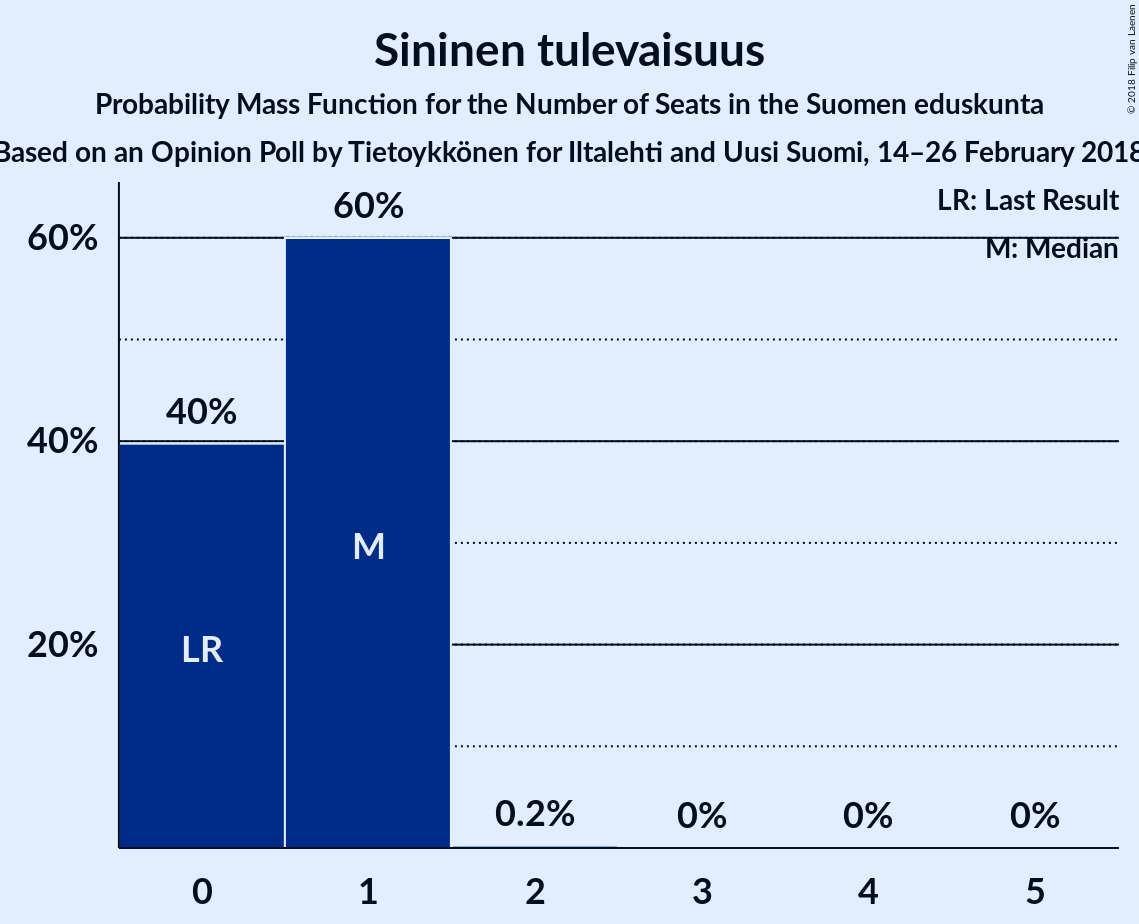 Sininen tulevaisuus
Probability Mass Function for the Number of Seats in the Suomen eduskunta
Based on an Opinion Poll by Tietoykkönen for Iltalehti and Uusi Suomi, 14–26 February 2018
© 2018 Filip van Laenen
LR: Last Result
M: Median
60%
40%
20%
40%
60%
0.2%
0%
0%
0%
LR
M
0
1
2
3
4
5